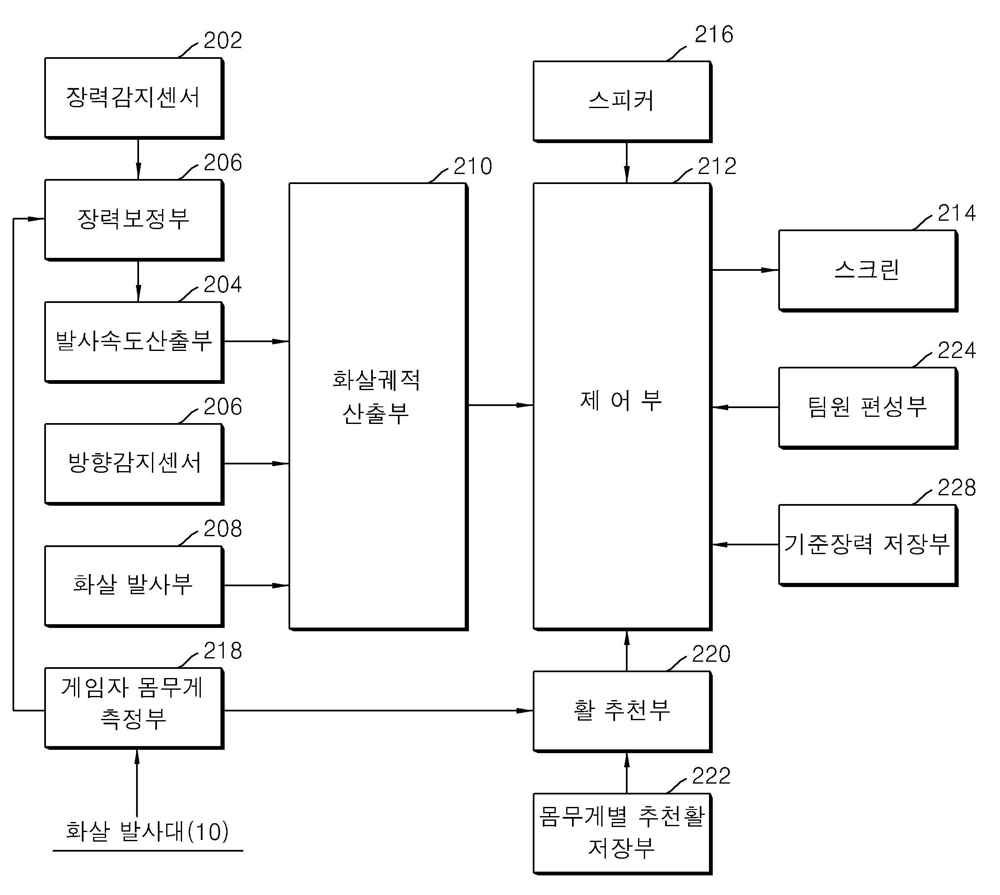 202
장력감지센서
206
장력보정부
204
발사속도산출부
206
방향감지센서
208
화살 발사부
218
게임자 몸무게
측정부
화살 발사대(10)
210
화살궤적
산출부
216
스피커
212
제 어 부
220
활 추천부
222
몸무게별 추천활
저장부
214
스크린
224
팀원 편성부
228
기준장력 저장부